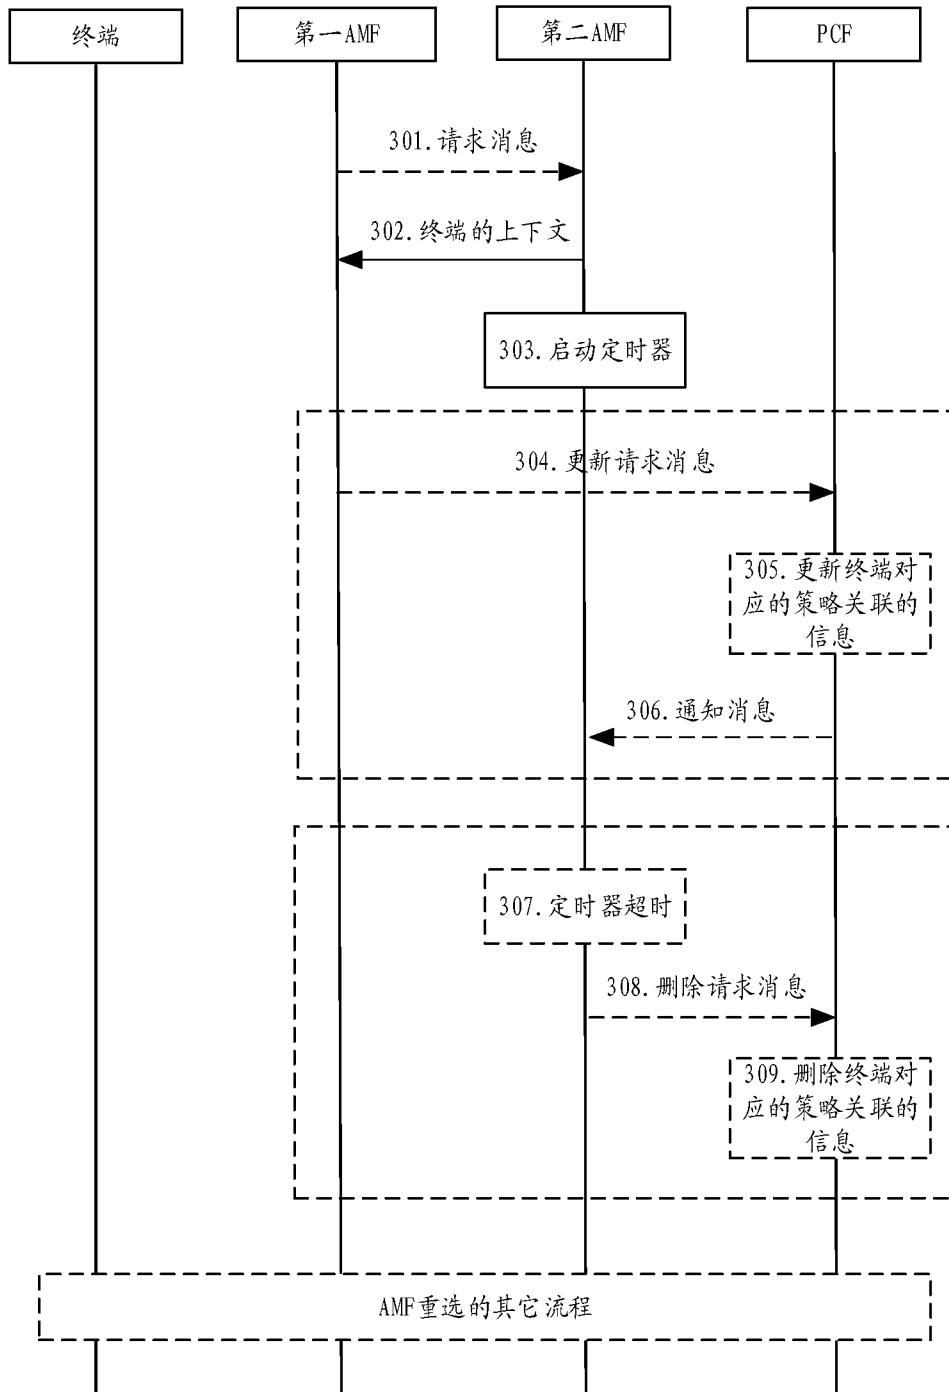 终端
第一AMF
第二AMF
PCF
301.请求消息
302.终端的上下文
303.启动定时器
304.更新请求消息
305.更新终端对
应的策略关联的
信息
306.通知消息
307.定时器超时
308.删除请求消息
309.删除终端对
应的策略关联的
信息
AMF重选的其它流程